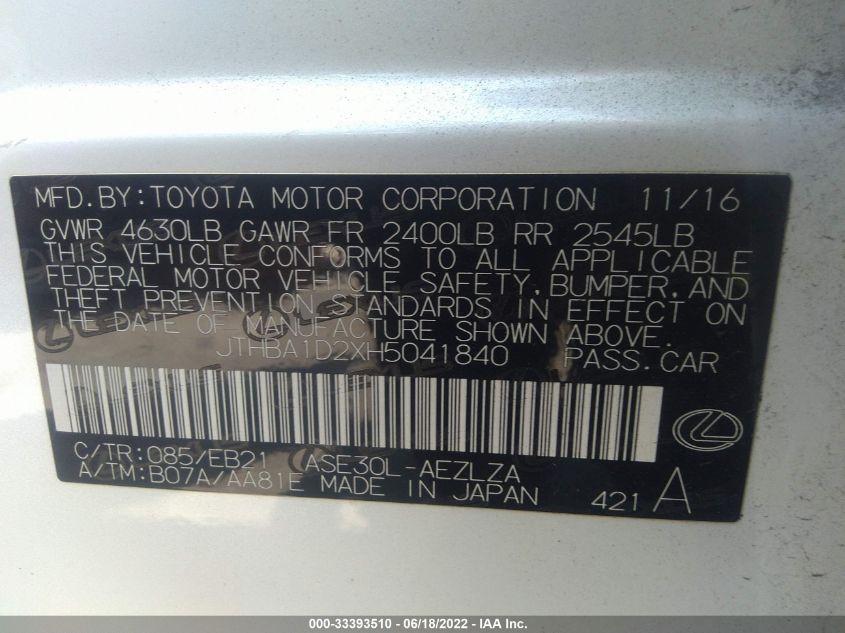 MFD.BY:TOYOTA MOTOR CORPORATION 11/16
GVWR 4630LB GAWR FR 2400LB RR 2545LB
THIS VEHICLE CONFORMS TO ALL APPLICABLE
FEDERAL MOTOR VEHICLE SAFETY,BUMPER,AND
THEFT PREVENTION STANDARDS IN EFFECT ON
THE DATE OF MANUFACTURE SHOWN ABOVE.
JTHBA1D2XH5041840 PASS.CAR
C/TR:085/EB21 ASE30L-AEZLZA
A/TM:B07A/AA81E MADE IN JAPAN
421 A
000-33393510 - 06/18/2022 - IAA Inc.